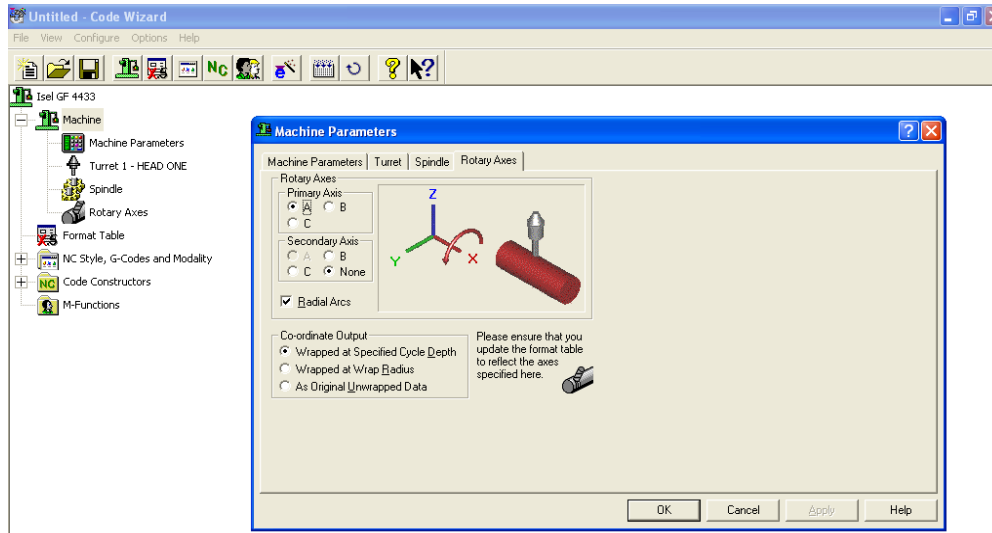 Untitled - Code Wizard
File View Configure Options Help
NC
Isel GF 4433
Machine
Machine Parameters
Turret 1 - HEAD ONE
Spindle
Rotary Axes
Format Table
NC Style, G-Codes and Modality
NC Code Constructors
M-Functions
Machine Parameters
Machine Parameters Turret Spindle Rotary Axes
Rotary Axes
Primary Axis
A B
C
Secondary Axis
A B
C None
Radial Arcs
Z
Y X
Co-ordinate Output
Wrapped at Specified Cycle Depth
Wrapped at Wrap Radius
As Original Unwrapped Data
Please ensure that you
update the format table
to reflect the axes
specified here.
OK Cancel Apply Help